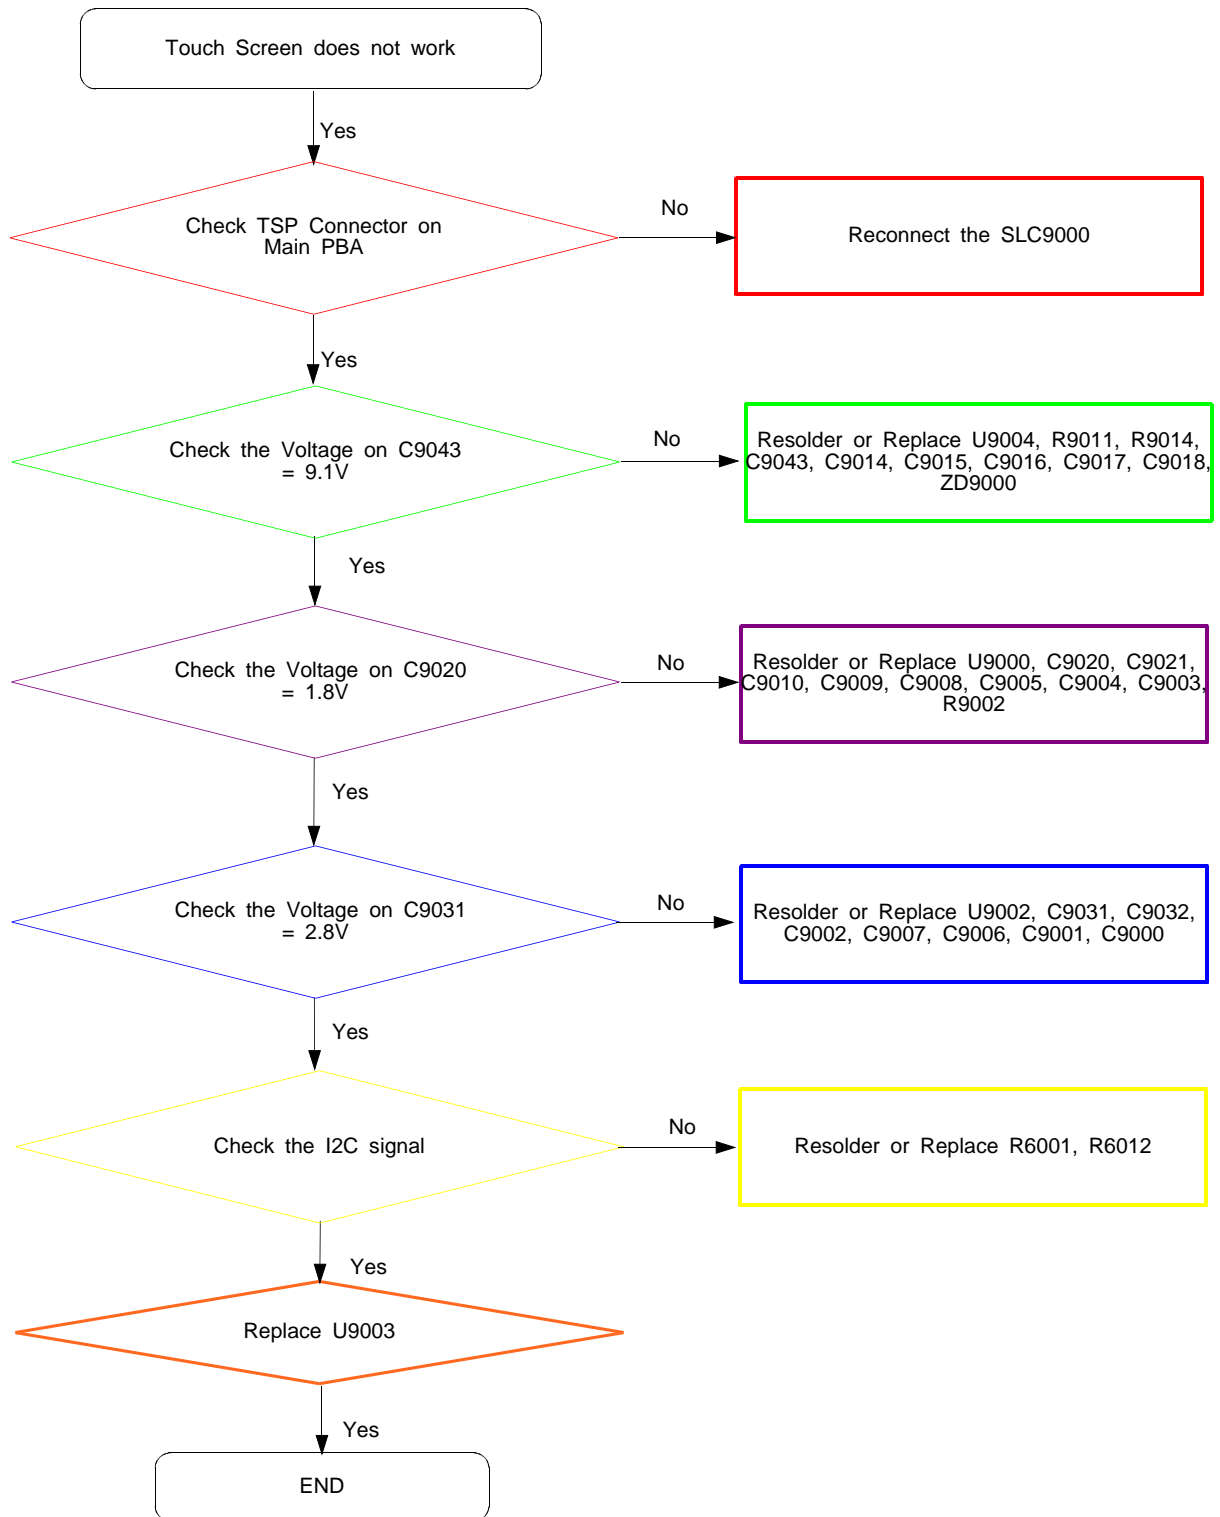 Touch Screen does not work
Yes
Check TSP Connector on
Main PBA
No
Reconnect the SLC9000
Yes
Check the Voltage on C9043
= 9.1V
No
Resolder or Replace U9004, R9011, R9014,
C9043, C9014, C9015, C9016, C9017, C9018,
ZD9000
Yes
Check the Voltage on C9020
= 1.8V
No
Resolder or Replace U9000, C9020, C9021,
C9010, C9009, C9008, C9005, C9004, C9003,
R9002
Yes
Check the Voltage on C9031
= 2.8V
No
Resolder or Replace U9002, C9031, C9032,
C9002, C9007, C9006, C9001, C9000
Yes
Check the I2C signal
No
Resolder or Replace R6001, R6012
Yes
Replace U9003
Yes
END